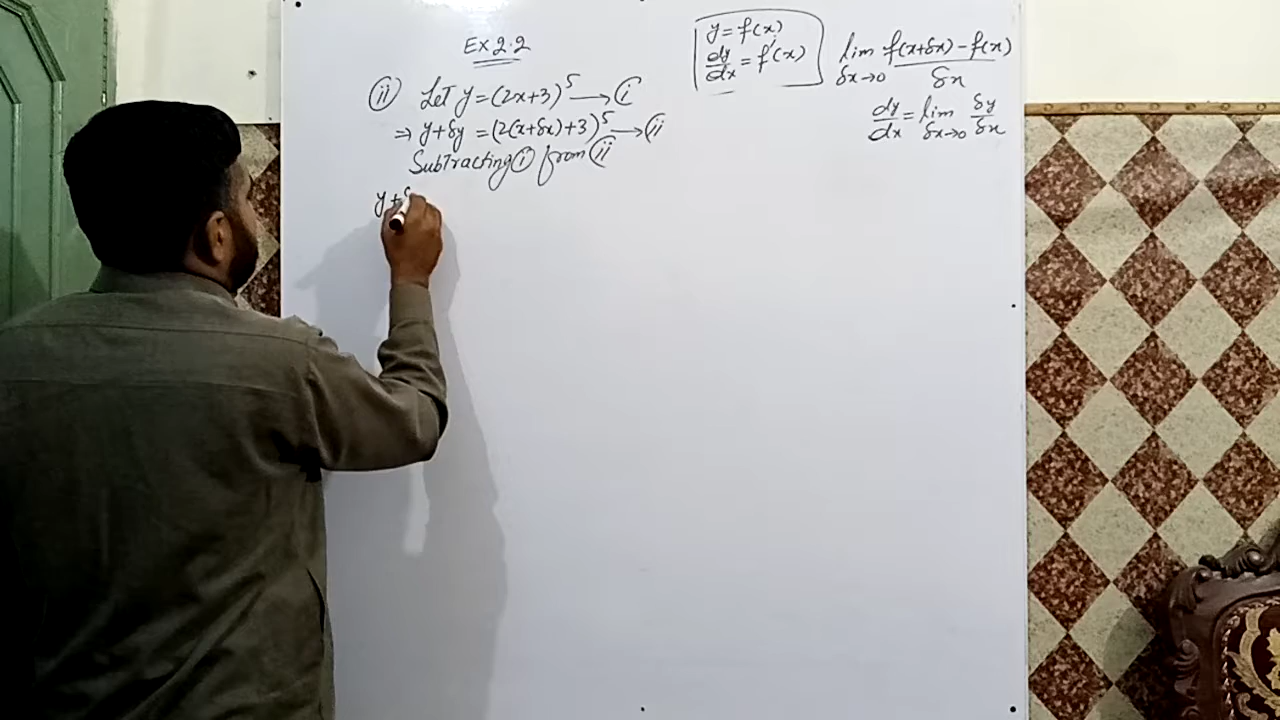 Ex 2.2
(ii) Let y = (2x+3)^5 → (i)
⇒ y+δy = (2(x+δx)+3)^5 → (ii)
Subtracting (i) from (ii)
y+δ
y = f(x)
dy/dx = f'(x)
lim δx→0 f(x+δx) - f(x) / δx
dy/dx = lim δx→0 δy/δx